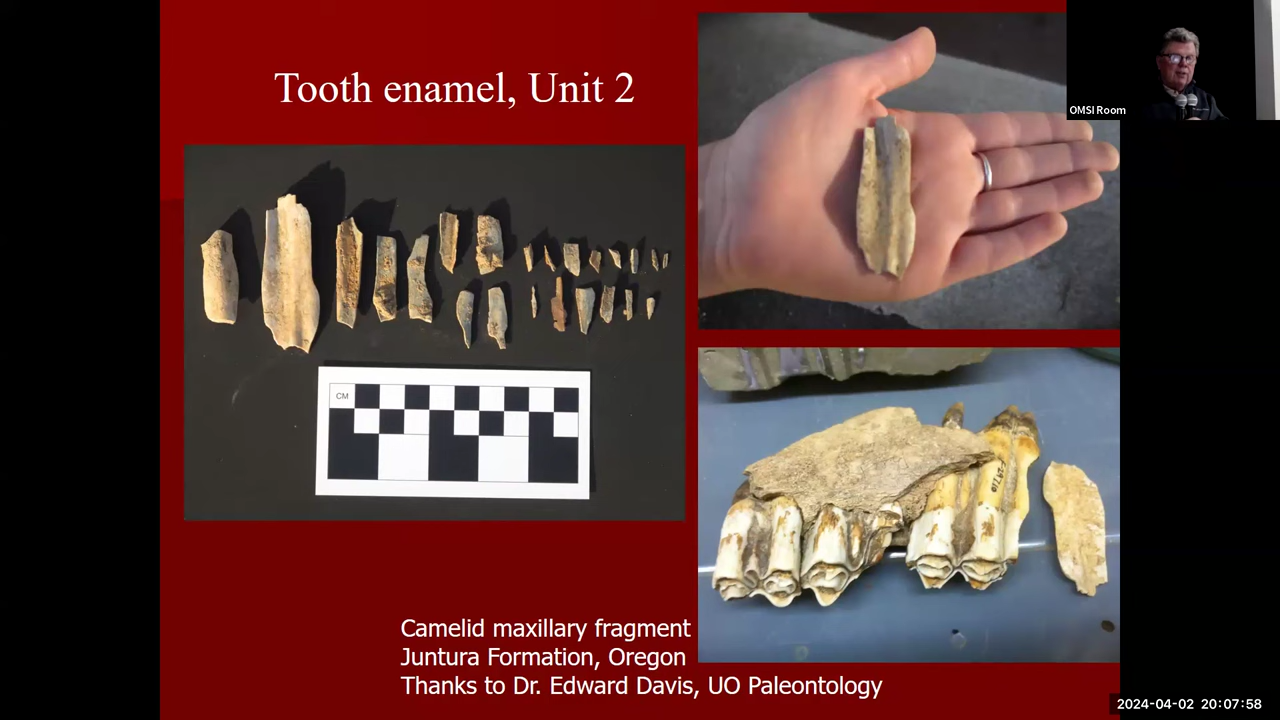 Tooth enamel, Unit 2
OMSI Room
CM
Camelid maxillary fragment
Juntura Formation, Oregon
Thanks to Dr. Edward Davis, UO Paleontology
2024-04-02 20:07:58